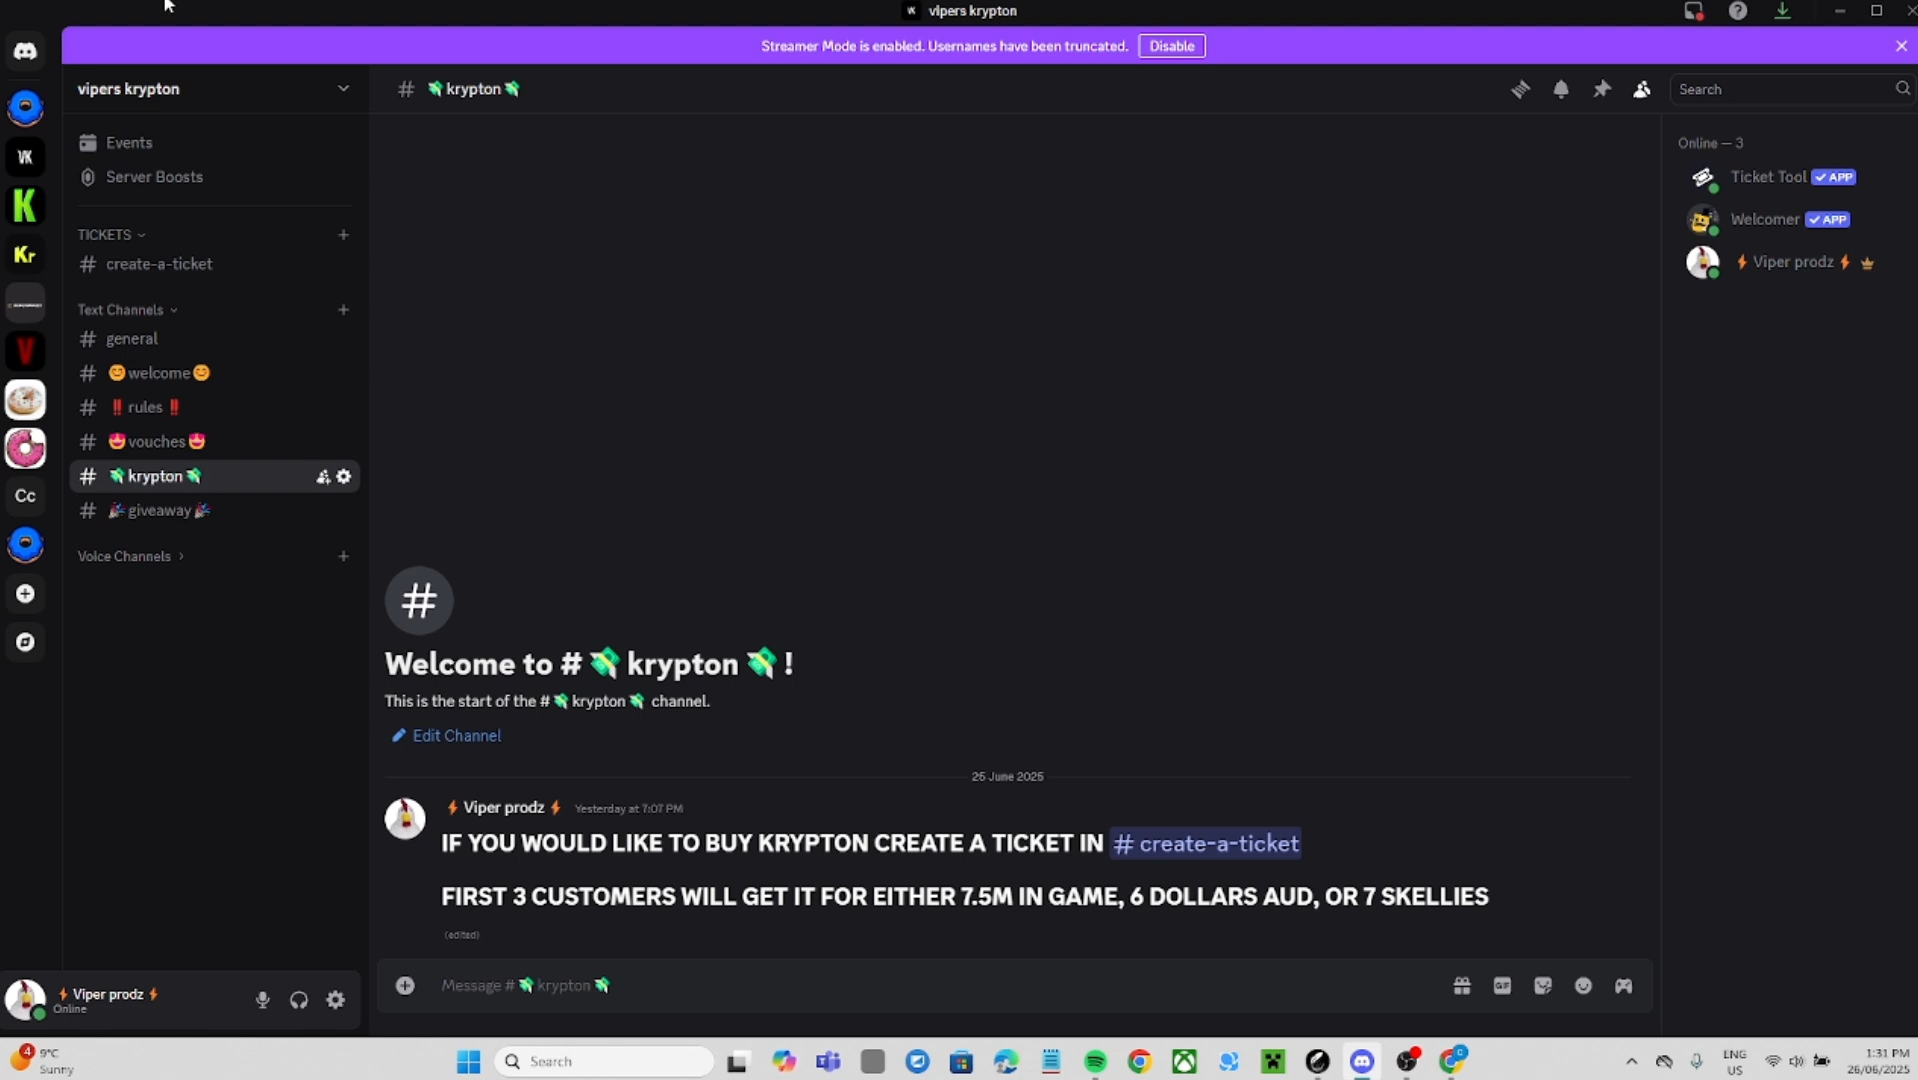 vipers krypton
Streamer Mode is enabled. Usernames have been truncated. Disable
vipers krypton
# 💸 krypton 💸
Search
Events
Server Boosts
TICKETS
# create-a-ticket
Text Channels
# general
# 😊 welcome 😊
# ‼ rules ‼
# 😍 vouches 😍
# 💸 krypton 💸
# 🎉 giveaway 🎉
Voice Channels
VK
K
Kr
V
Cc
Welcome to # 💸 krypton 💸 !
This is the start of the # 💸 krypton 💸 channel.
Edit Channel
25 June 2025
⚡ Viper prodz ⚡ Yesterday at 7:07 PM
IF YOU WOULD LIKE TO BUY KRYPTON CREATE A TICKET IN # create-a-ticket
FIRST 3 CUSTOMERS WILL GET IT FOR EITHER 7.5M IN GAME, 6 DOLLARS AUD, OR 7 SKELLIES
(edited)
Message # 💸 krypton 💸
GIF
Online — 3
Ticket Tool ✓ APP
Welcomer ✓ APP
⚡ Viper prodz ⚡
⚡ Viper prodz ⚡
Online
4
9°C
Sunny
Search
ENG
US
1:31 PM
26/06/2025